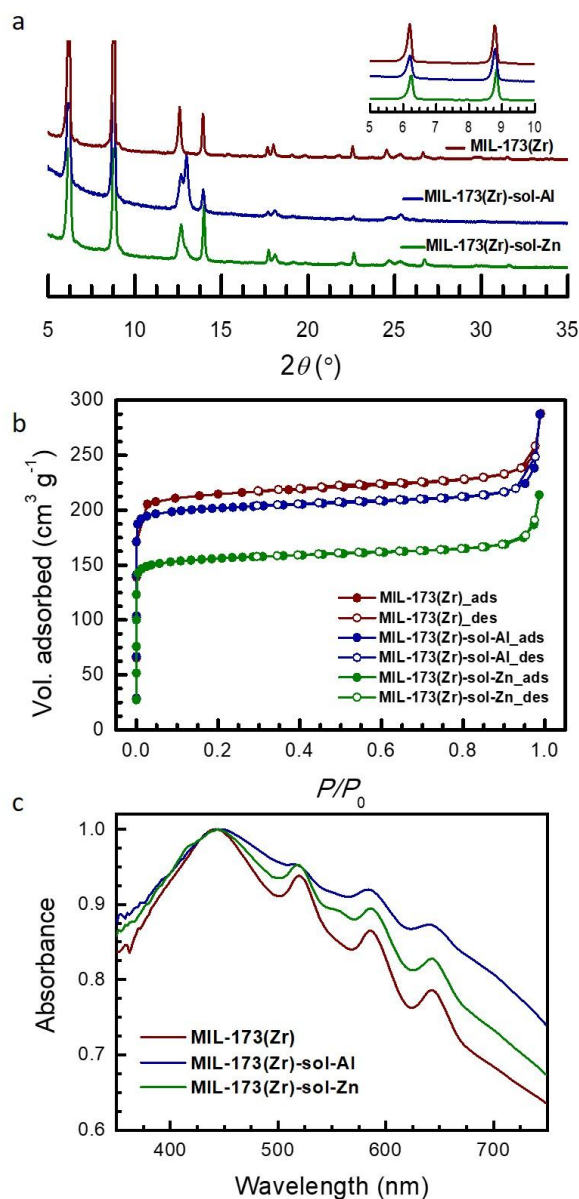 a
5 6 7 8 9 10
MIL-173(Zr)
MIL-173(Zr)-sol-Al
MIL-173(Zr)-sol-Zn
5 10 15 20 25 30 35
2θ (°)
b
300
250
200
150
100
50
0
Vol. adsorbed (cm³ g⁻¹)
MIL-173(Zr)_ads
MIL-173(Zr)_des
MIL-173(Zr)-sol-Al_ads
MIL-173(Zr)-sol-Al_des
MIL-173(Zr)-sol-Zn_ads
MIL-173(Zr)-sol-Zn_des
0.0 0.2 0.4 0.6 0.8 1.0
P/P₀
c
1.0
0.9
0.8
0.7
0.6
Absorbance
MIL-173(Zr)
MIL-173(Zr)-sol-Al
MIL-173(Zr)-sol-Zn
400 500 600 700
Wavelength (nm)